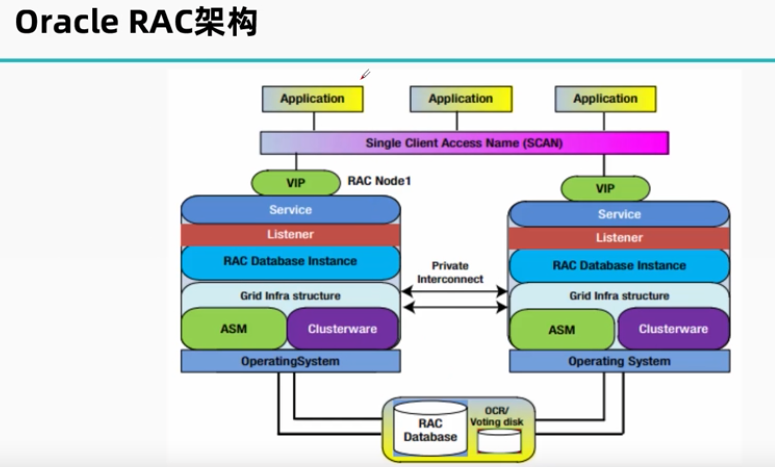 Oracle RAC架构
Application
Application
Application
Single Client Access Name (SCAN)
VIP
RAC Node1
VIP
Service
Listener
RAC Database Instance
Grid Infra structure
ASM
Clusterware
OperatingSystem
Private
Interconnect
Service
Listener
RAC Database Instance
Grid Infra structure
ASM
Clusterware
Operating System
RAC
Database
OCR/
Voting disk